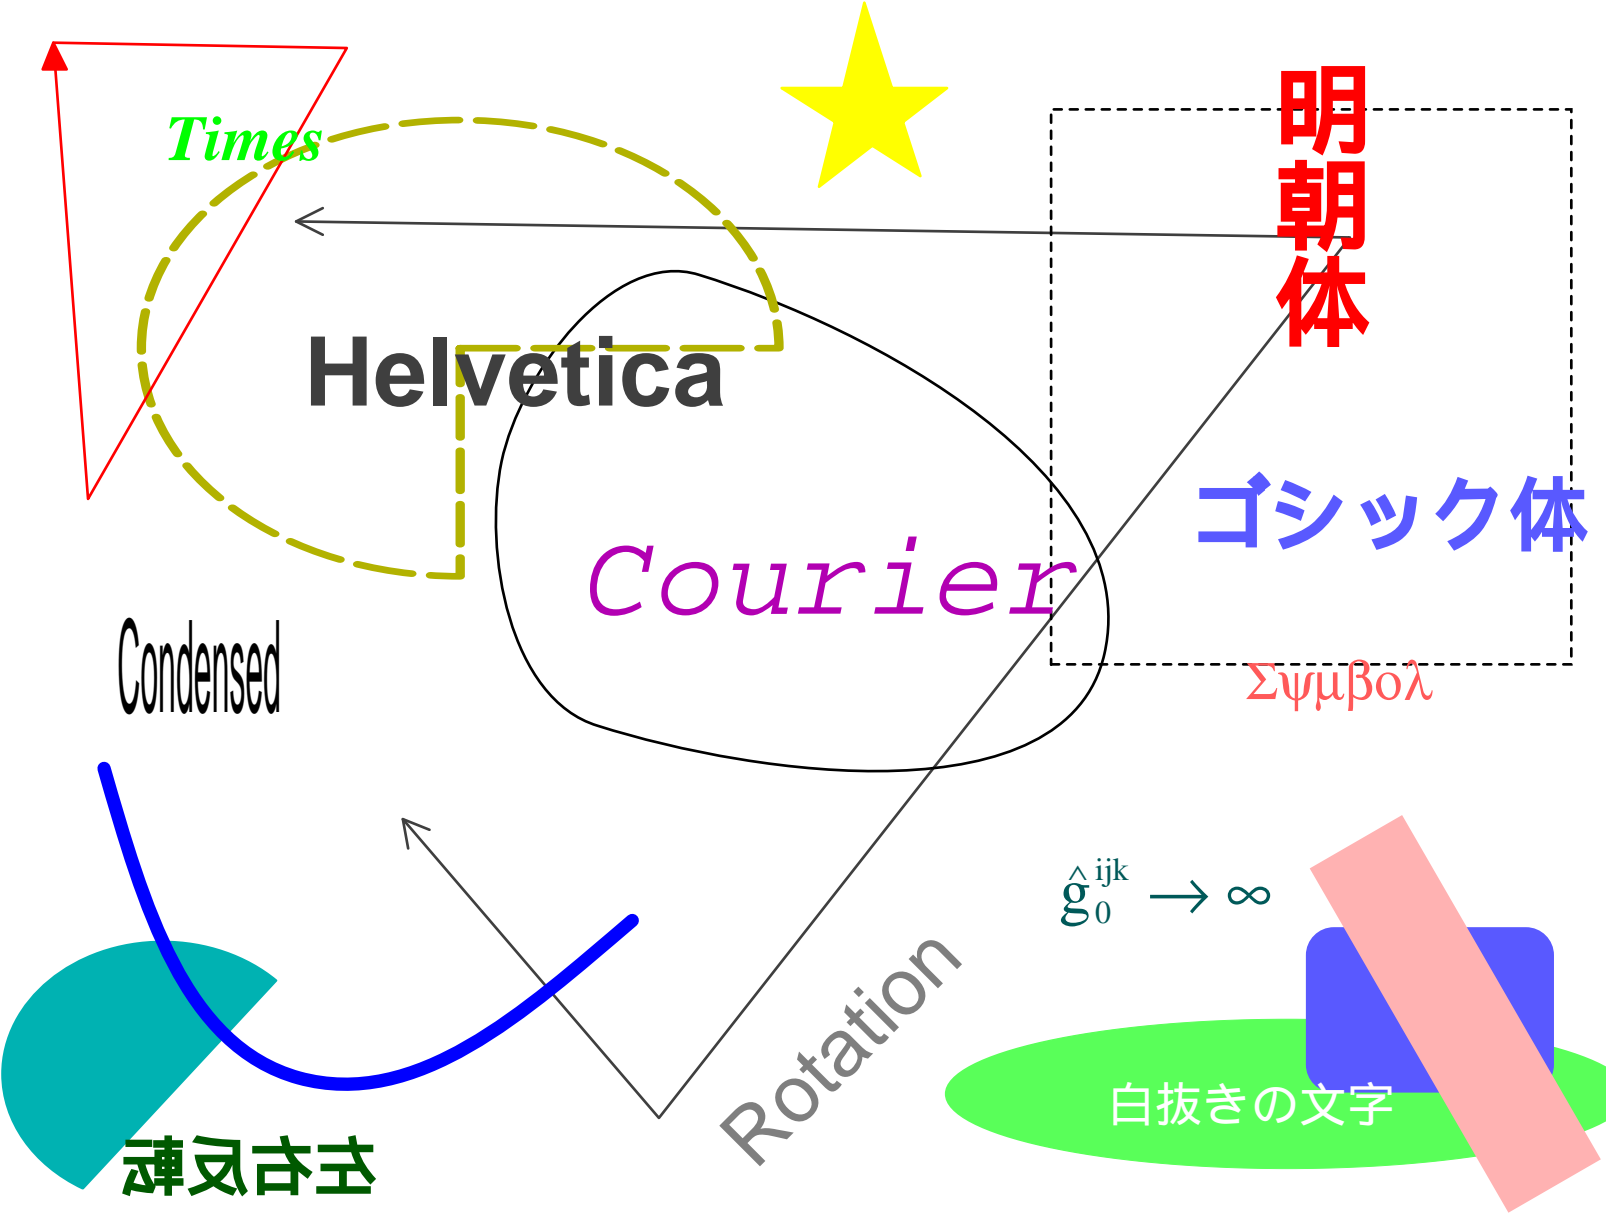 Times
明朝体
Helvetica
ゴシック体
Courier
Condensed
Σψμβολ
ĝ₀ⁱʲᵏ → ∞
Rotation
白抜きの文字
左右反転